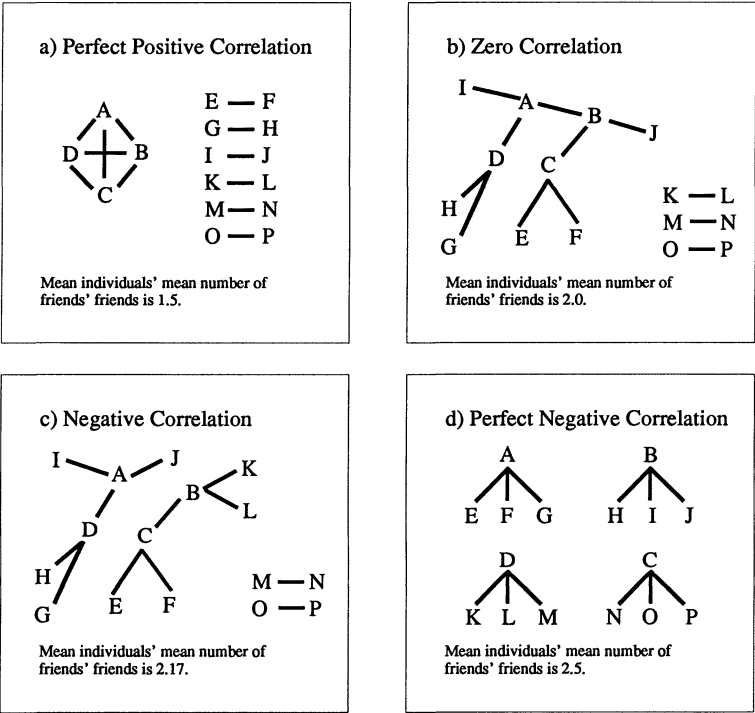 a) Perfect Positive Correlation
A
D B
C
E F
G H
I J
K L
M N
O P
Mean individuals' mean number of
friends' friends is 1.5.
b) Zero Correlation
I
A
B
J
D
C
H
G
E
F
K L
M N
O P
Mean individuals' mean number of
friends' friends is 2.0.
c) Negative Correlation
I
A
J
K
B
L
D
C
H
G
E
F
M N
O P
Mean individuals' mean number of
friends' friends is 2.17.
d) Perfect Negative Correlation
A B
E F G H I J
D C
K L M N O P
Mean individuals' mean number of
friends' friends is 2.5.